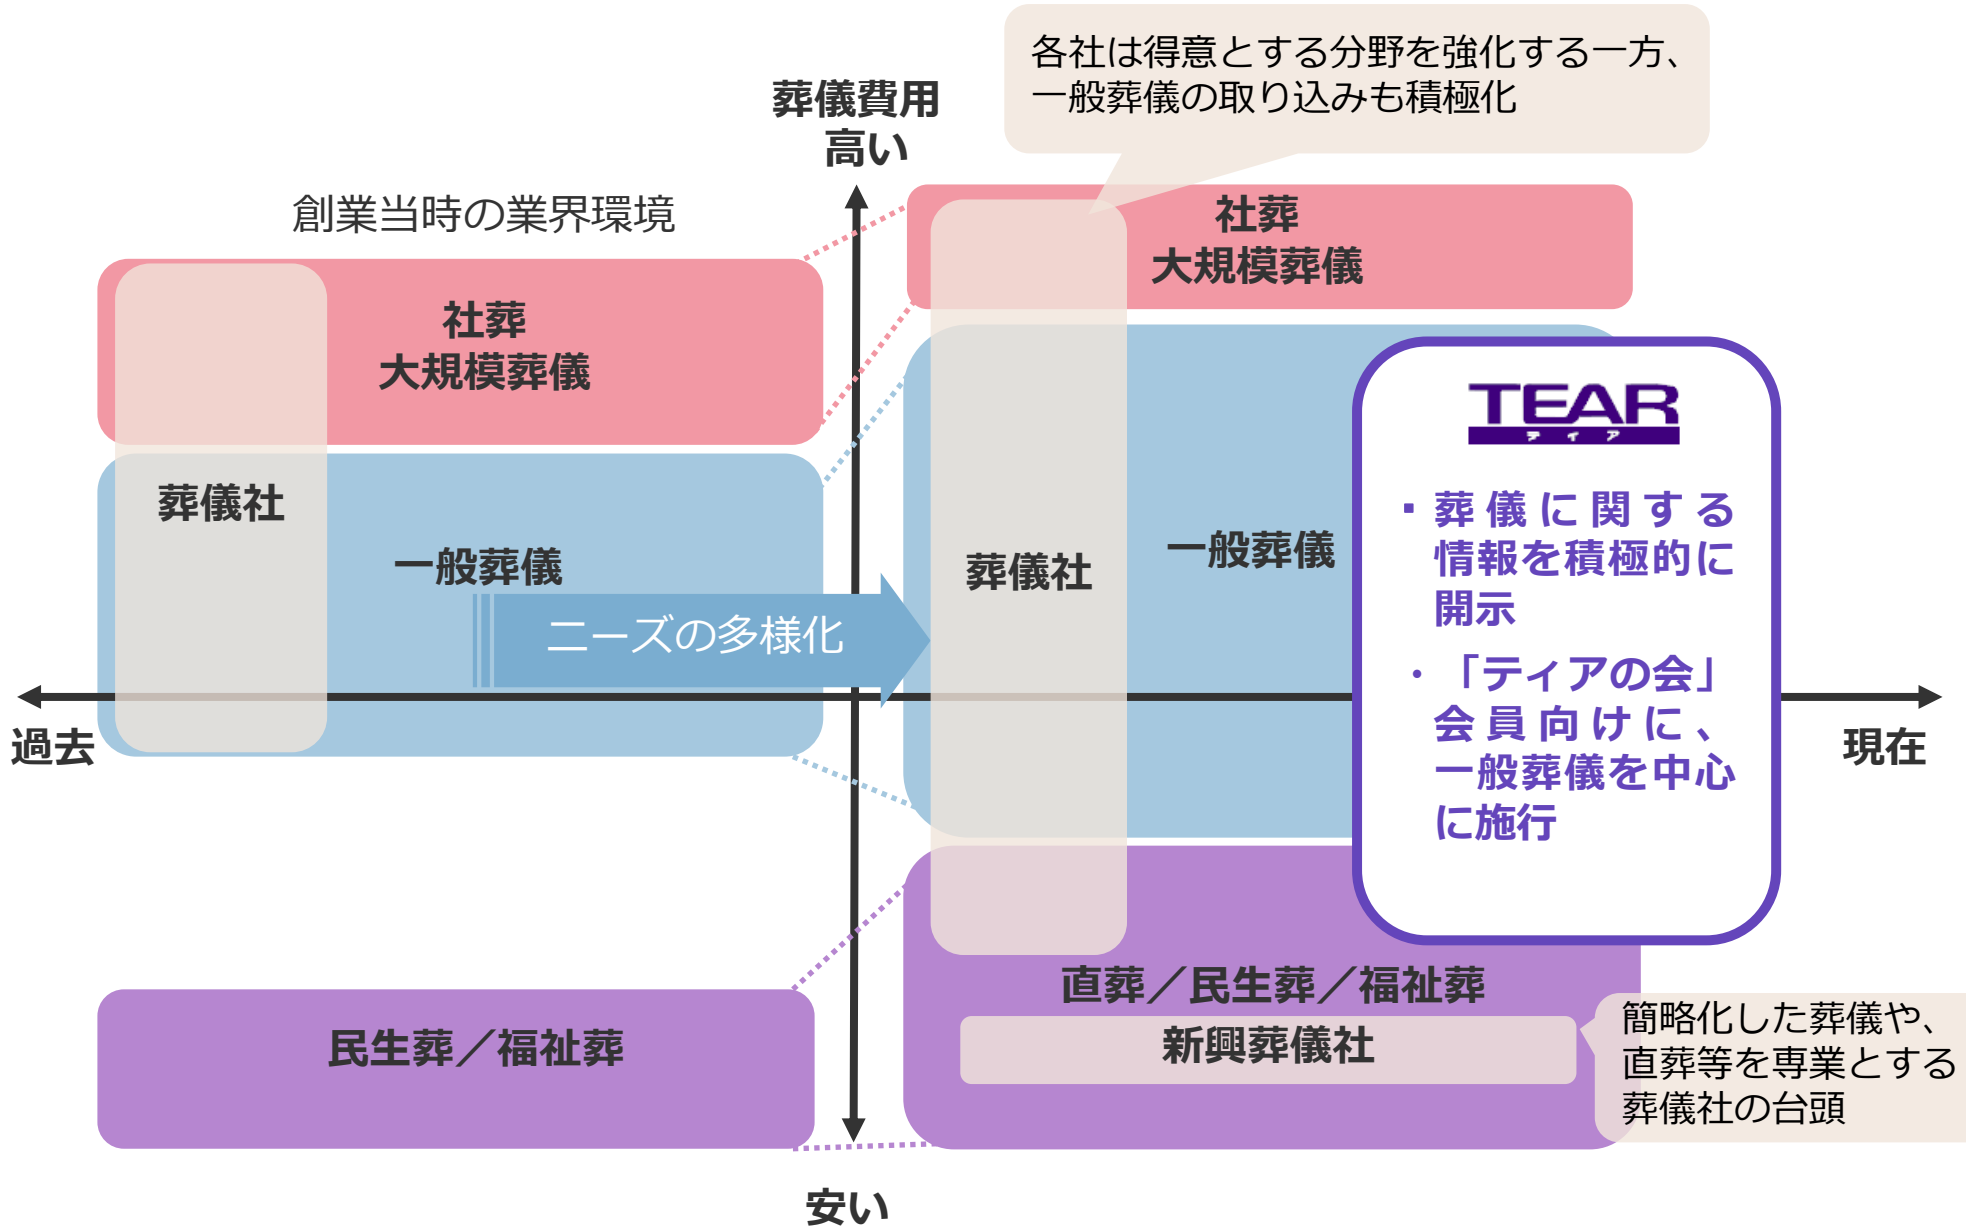 各社は得意とする分野を強化する一方、
一般葬儀の取り込みも積極化
葬儀費用
高い
創業当時の業界環境
社葬
大規模葬儀
葬儀社
一般葬儀
ニーズの多様化
民生葬／福祉葬
過去
社葬
大規模葬儀
葬儀社
一般葬儀
TEAR
ティア
・葬儀に関する
情報を積極的に
開示
・「ティアの会」
会員向けに、
一般葬儀を中心
に施行
現在
直葬／民生葬／福祉葬
新興葬儀社
簡略化した葬儀や、
直葬等を専業とする
葬儀社の台頭
安い